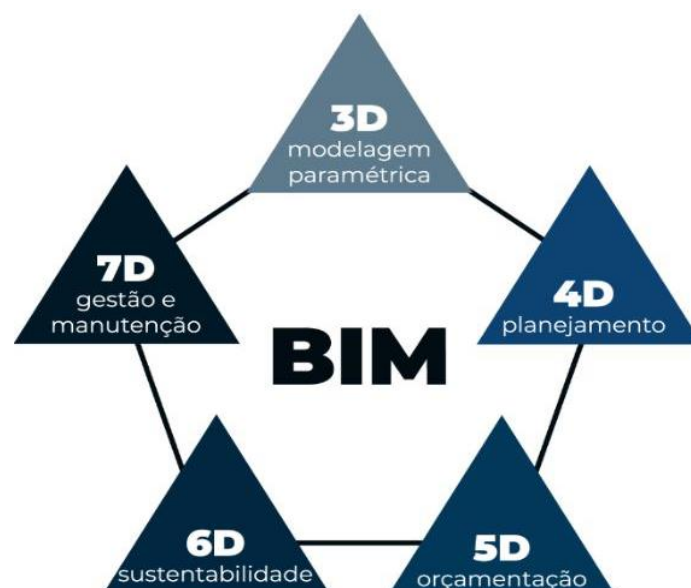 3D
modelagem
paramétrica
7D
gestão e
manutenção
4D
planejamento
BIM
6D
sustentabilidade
5D
orçamentação